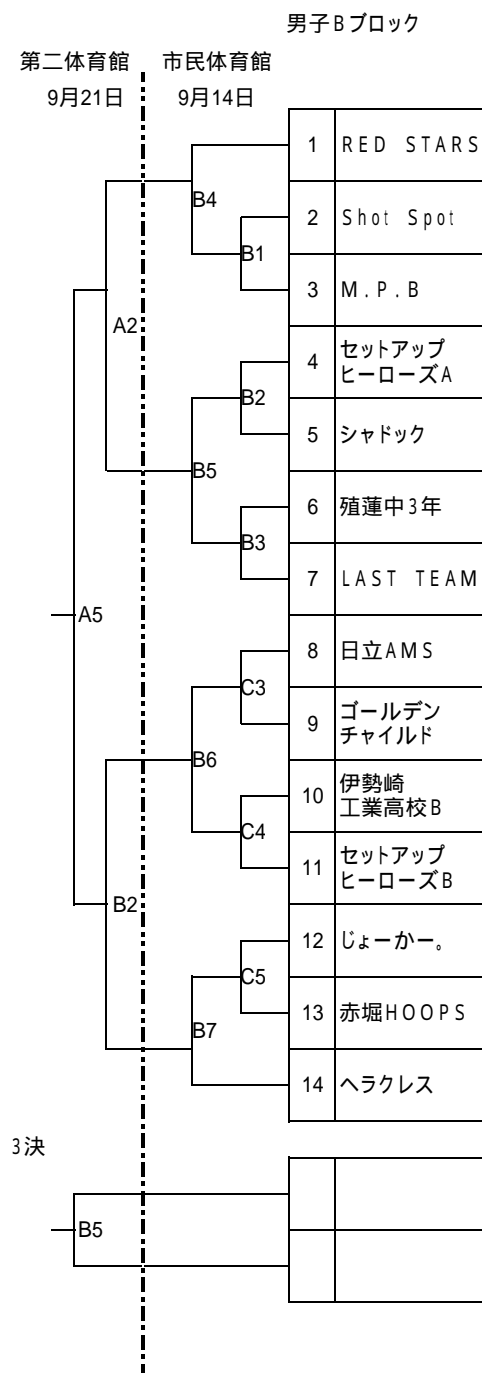 男子Bブロック
第二体育館 市民体育館
9月21日 9月14日
1 RED STARS
B4
2 Shot Spot
B1
3 M.P.B
A2
4 セットアップ
ヒーローズA
B2
5 シャドック
B5
6 殖蓮中3年
B3
7 LAST TEAM
A5
8 日立AMS
C3
9 ゴールデン
チャイルド
B6
10 伊勢崎
工業高校B
C4
11 セットアップ
ヒーローズB
B2
12 じょーかー。
C5
13 赤堀HOOPS
B7
14 ヘラクレス
3決
B5